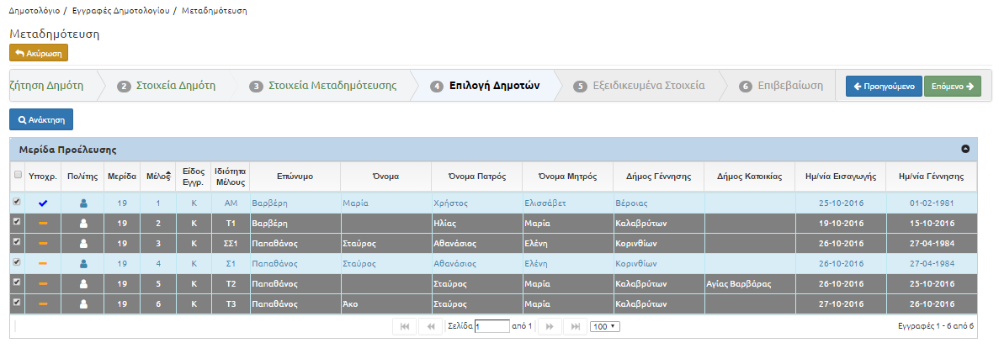 Δημοτολόγιο / Εγγραφές Δημοτολογίου / Μεταδημότευση
Μεταδημότευση
Ακύρωση
ζήτηση Δημότη 2 Στοιχεία Δημότη 3 Στοιχεία Μεταδημότευσης 4 Επιλογή Δημοτών 5 Εξειδικευμένα Στοιχεία 6 Επιβεβαίωση Προηγούμενο Επόμενο
Ανάκτηση
Μερίδα Προέλευσης
Υποχρ. Πολίτης Μερίδα Μέλος Είδος Εγγρ. Ιδιότητα Μέλους Επώνυμο Όνομα Όνομα Πατρός Όνομα Μητρός Δήμος Γέννησης Δήμος Κατοικίας Ημ/νία Εισαγωγής Ημ/νία Γέννησης
19 1 Κ ΑΜ Βαρβέρη Μαρία Χρήστος Ελισσάβετ Βέροιας 25-10-2016 01-02-1981
19 2 Κ Τ1 Βαρβέρη Ηλίας Μαρία Καλαβρύτων 19-10-2016 15-10-2016
19 3 Κ ΣΣ1 Παπαθάνος Σταύρος Αθανάσιος Ελένη Κορινθίων 26-10-2016 27-04-1984
19 4 Κ Σ1 Παπαθάνος Σταύρος Αθανάσιος Ελένη Κορινθίων 26-10-2016 27-04-1984
19 5 Κ Τ2 Παπαθάνος Σταύρος Μαρία Καλαβρύτων Αγίας Βαρβάρας 26-10-2016 25-10-2016
19 6 Κ Τ3 Παπαθάνος Άκο Σταύρος Μαρία Καλαβρύτων 27-10-2016 26-10-2016
Σελίδα 1 από 1 100 Εγγραφές 1 - 6 από 6